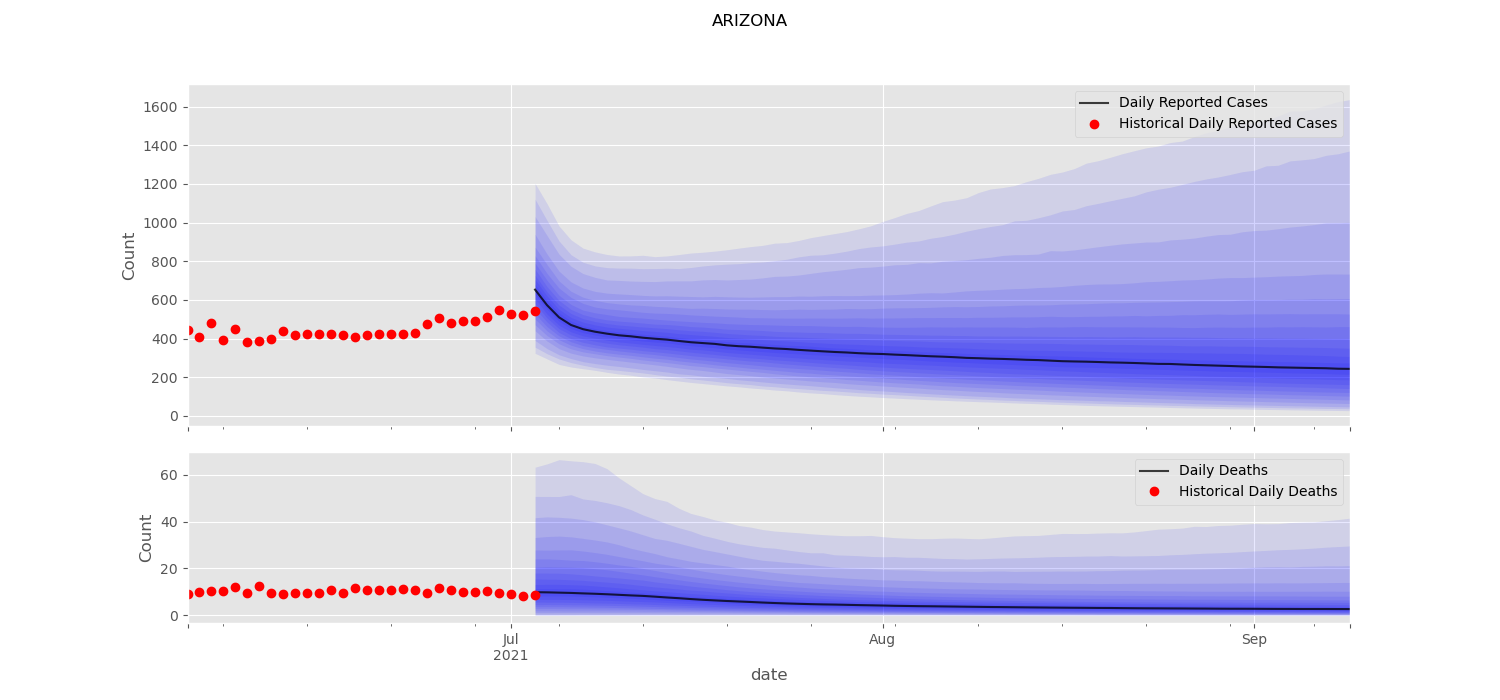 ARIZONA
1600
1400
1200
1000
800
600
400
200
0
Count
Daily Reported Cases
Historical Daily Reported Cases
60
40
20
0
Count
Daily Deaths
Historical Daily Deaths
Jul
2021
Aug
Sep
date